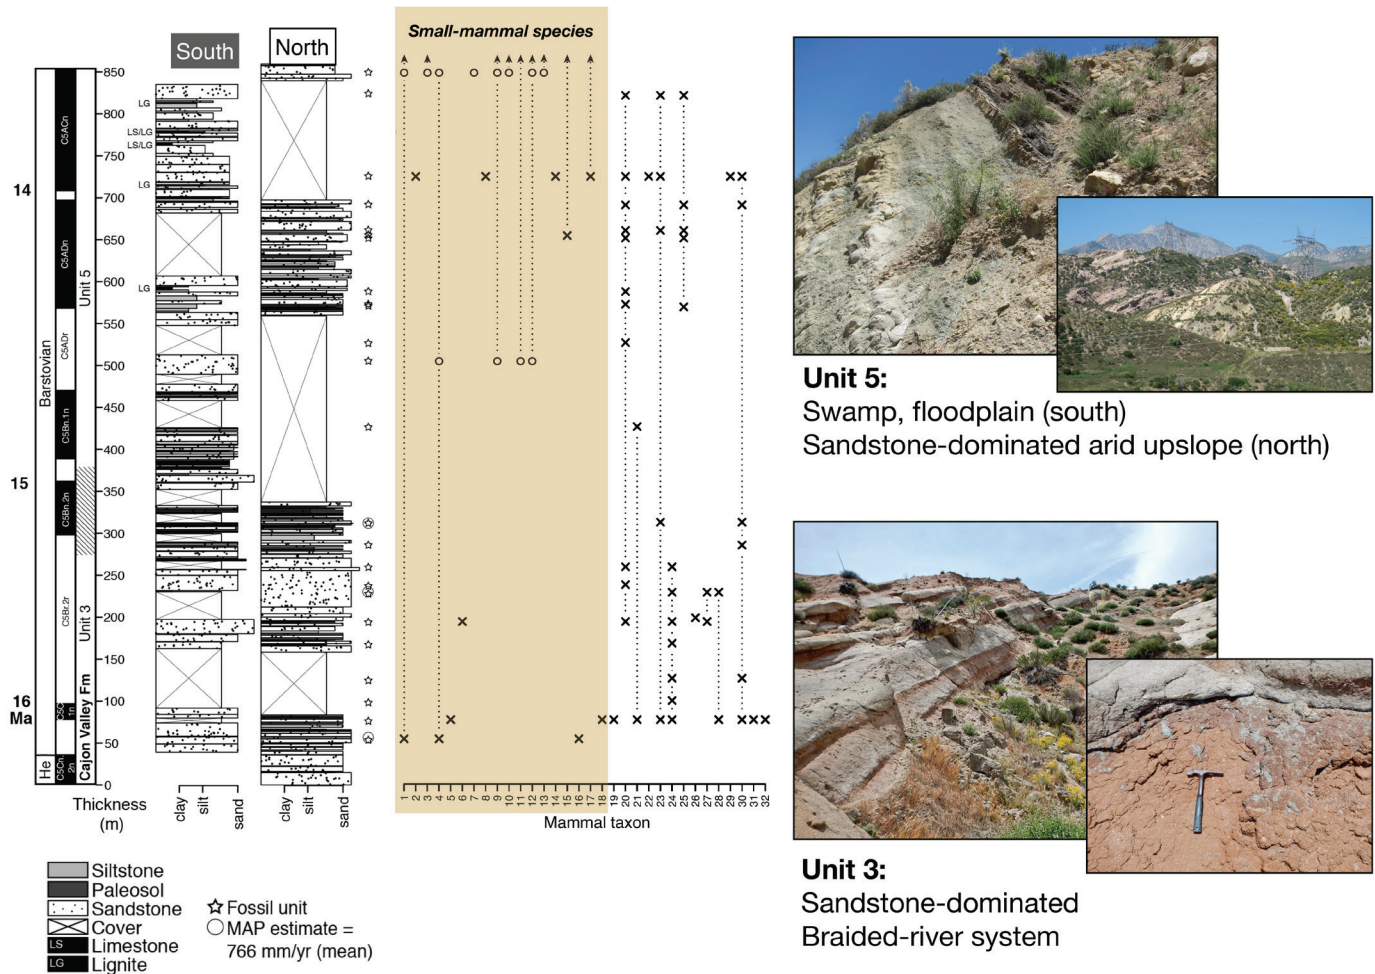 Small-mammal species
South
North
850
800
750
700
650
600
550
500
450
400
350
300
250
200
150
100
50
0
14
15
16
Ma
Barstovian
He
C5ACn
C5ADn
C5ADr
C5Bn.1n
C5Bn.2n
C5Br.2r
C5C
1n
C5Cn.
2n
Unit 5
Unit 3
Cajon Valley Fm
LG
LS/LG
LS/LG
LG
LG
Thickness
(m)
clay
silt
sand
clay
silt
sand
1
2
3
4
5
6
7
8
9
10
11
12
13
14
15
16
17
18
19
20
21
22
23
24
25
26
27
28
29
30
31
32
Mammal taxon
Siltstone
Paleosol
Sandstone
Cover
LS Limestone
LG Lignite
Fossil unit
MAP estimate =
766 mm/yr (mean)
Unit 5:
Swamp, floodplain (south)
Sandstone-dominated arid upslope (north)
Unit 3:
Sandstone-dominated
Braided-river system